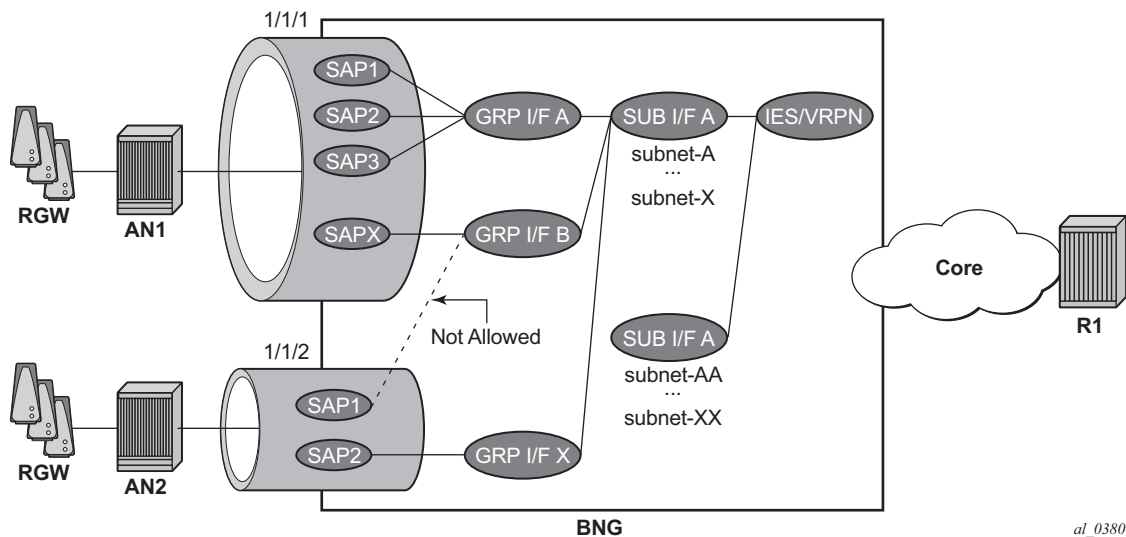 1/1/1
SAP1
SAP2
SAP3
SAPX
GRP I/F A
SUB I/F A
IES/VRPN
subnet-A
...
subnet-X
RGW
AN1
GRP I/F B
Core
R1
Not Allowed
SUB I/F A
subnet-AA
...
subnet-XX
1/1/2
SAP1
SAP2
GRP I/F X
RGW
AN2
BNG
al_0380